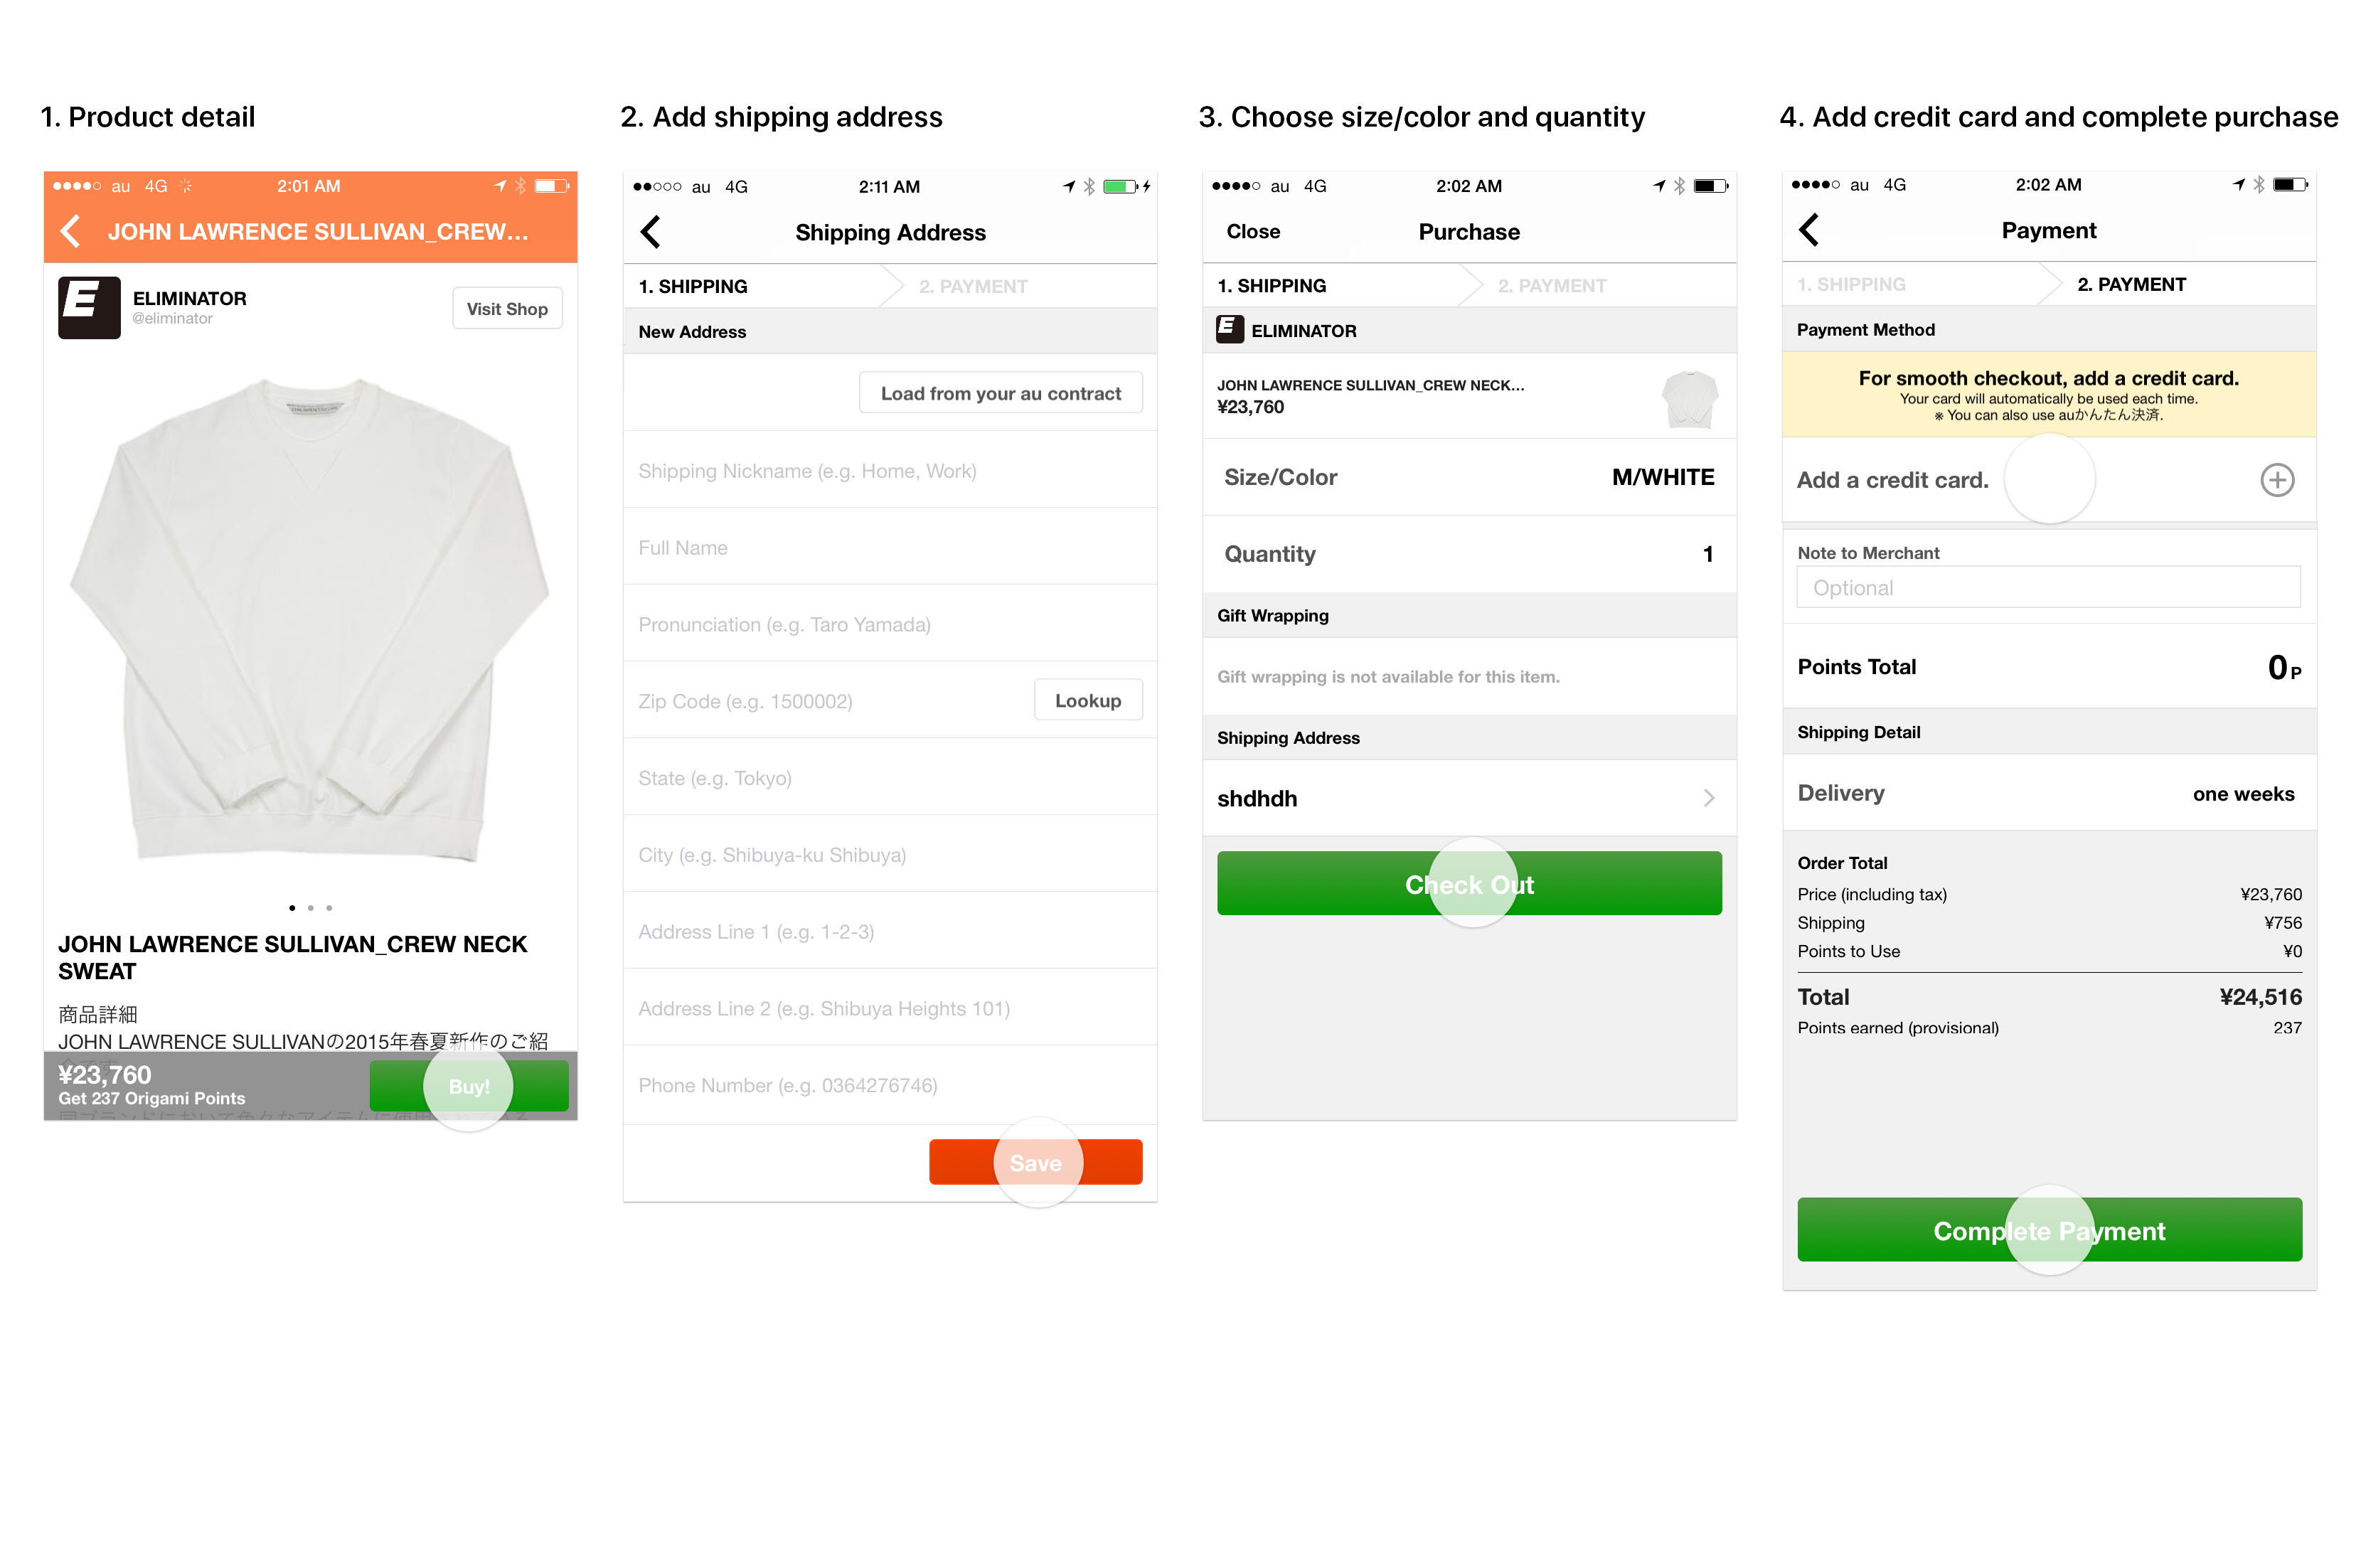 1. Product detail
au 4G 2:01 AM
JOHN LAWRENCE SULLIVAN_CREW...
E
ELIMINATOR
@eliminator
Visit Shop
JOHN LAWRENCE SULLIVAN_CREW NECK
SWEAT
商品詳細
JOHN LAWRENCE SULLIVANの2015年春夏新作のご紹
¥23,760
Get 237 Origami Points
Buy!
2. Add shipping address
au 4G 2:11 AM
Shipping Address
1. SHIPPING
2. PAYMENT
New Address
Load from your au contract
Shipping Nickname (e.g. Home, Work)
Full Name
Pronunciation (e.g. Taro Yamada)
Zip Code (e.g. 1500002)
Lookup
State (e.g. Tokyo)
City (e.g. Shibuya-ku Shibuya)
Address Line 1 (e.g. 1-2-3)
Address Line 2 (e.g. Shibuya Heights 101)
Phone Number (e.g. 0364276746)
Save
3. Choose size/color and quantity
au 4G 2:02 AM
Close
Purchase
1. SHIPPING
2. PAYMENT
E ELIMINATOR
JOHN LAWRENCE SULLIVAN_CREW NECK...
¥23,760
Size/Color M/WHITE
Quantity 1
Gift Wrapping
Gift wrapping is not available for this item.
Shipping Address
shdhdh
Check Out
4. Add credit card and complete purchase
au 4G 2:02 AM
Payment
1. SHIPPING
2. PAYMENT
Payment Method
For smooth checkout, add a credit card.
Your card will automatically be used each time.
※ You can also use auかんたん決済.
Add a credit card.
Note to Merchant
Optional
Points Total 0P
Shipping Detail
Delivery one weeks
Order Total
Price (including tax) ¥23,760
Shipping ¥756
Points to Use ¥0
Total ¥24,516
Points earned (provisional) 237
Complete Payment